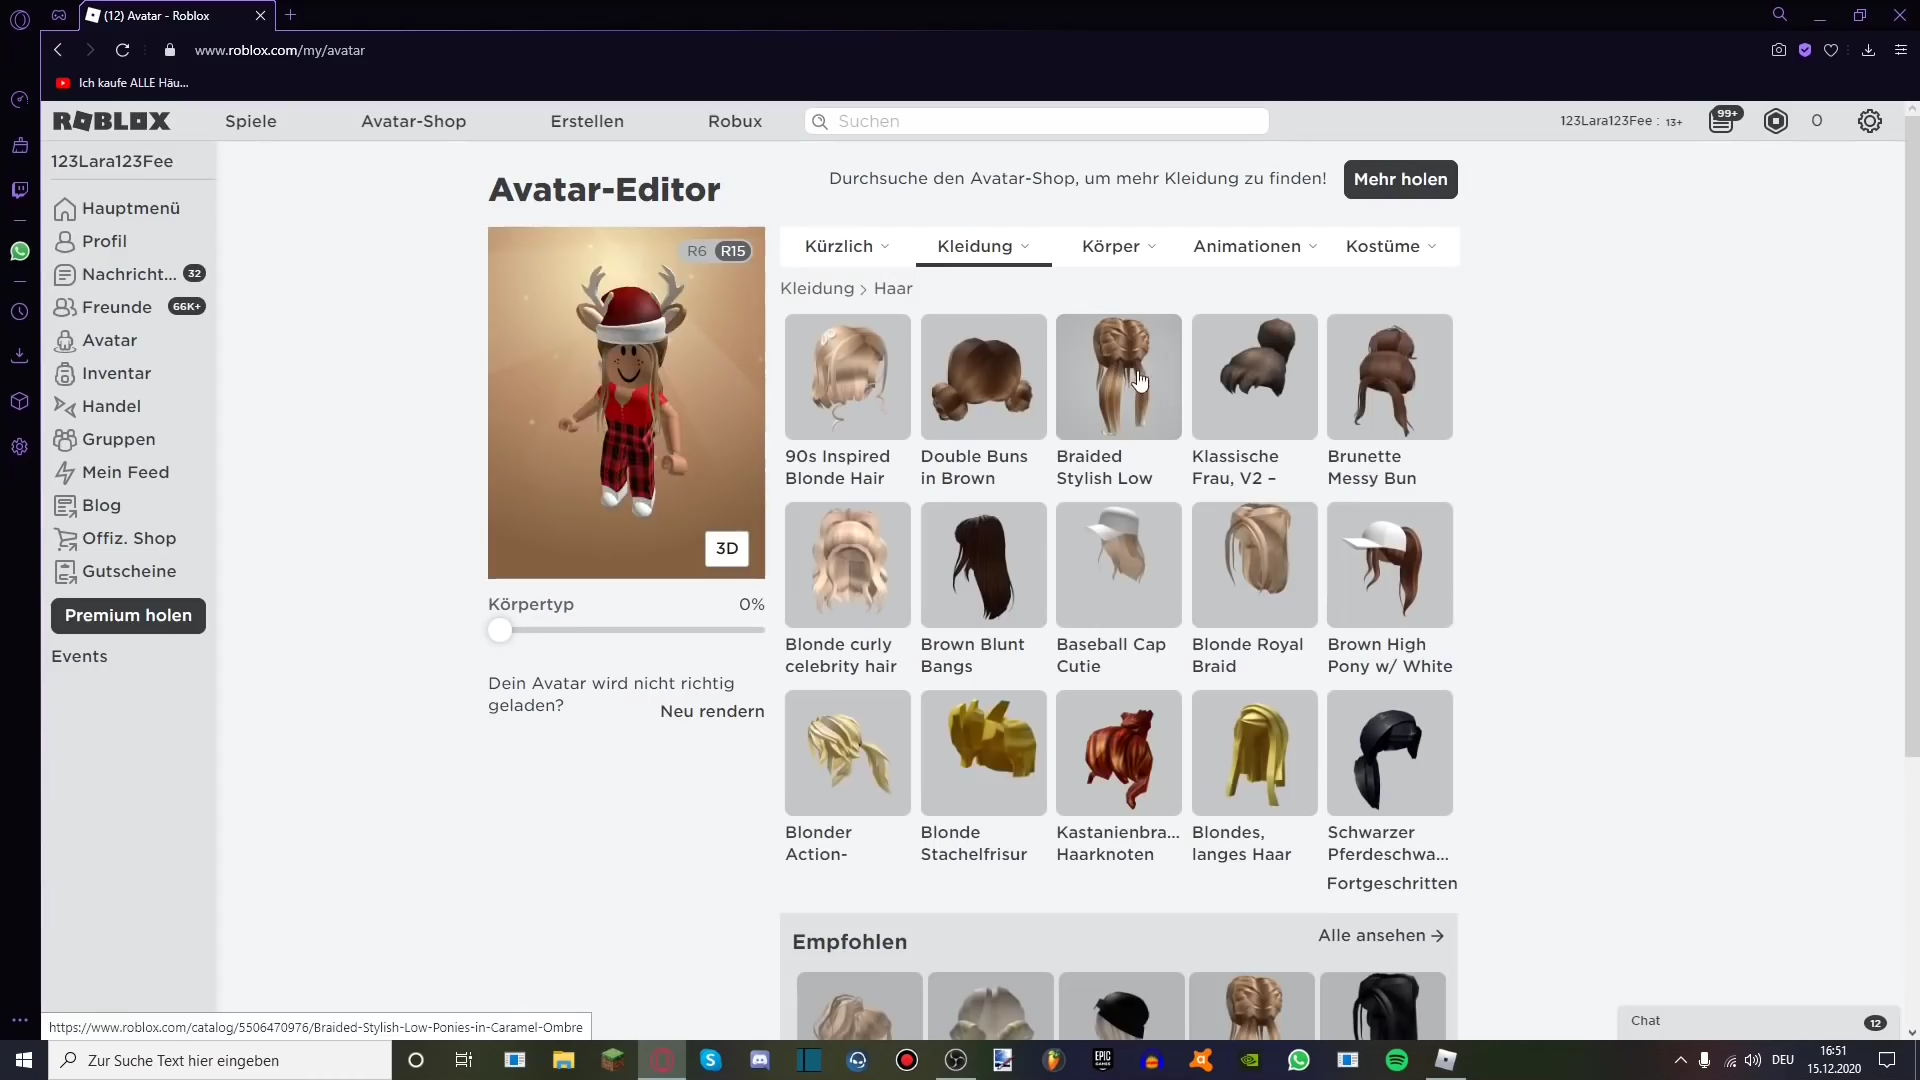 (12) Avatar - Roblox
www.roblox.com/my/avatar
Ich kaufe ALLE Häu...
ROBLOX
Spiele
Avatar-Shop
Erstellen
Robux
Suchen
123Lara123Fee : 13+
99+
0
123Lara123Fee
Hauptmenü
Profil
Nachricht... 32
Freunde 66K+
Avatar
Inventar
Handel
Gruppen
Mein Feed
Blog
Offiz. Shop
Gutscheine
Premium holen
Events
Avatar-Editor
Durchsuche den Avatar-Shop, um mehr Kleidung zu finden!
Mehr holen
R6 R15
3D
Körpertyp 0%
Dein Avatar wird nicht richtig
geladen?
Neu rendern
Kürzlich
Kleidung
Körper
Animationen
Kostüme
Kleidung > Haar
90s Inspired
Blonde Hair
Double Buns
in Brown
Braided
Stylish Low
Klassische
Frau, V2 –
Brunette
Messy Bun
Blonde curly
celebrity hair
Brown Blunt
Bangs
Baseball Cap
Cutie
Blonde Royal
Braid
Brown High
Pony w/ White
Blonder
Action-
Blonde
Stachelfrisur
Kastanienbra...
Haarknoten
Blondes,
langes Haar
Schwarzer
Pferdeschwa...
Fortgeschritten
Empfohlen
Alle ansehen
Chat
12
https://www.roblox.com/catalog/5506470976/Braided-Stylish-Low-Ponies-in-Caramel-Ombre
Zur Suche Text hier eingeben
EPIC GAMES
DEU
16:51
15.12.2020